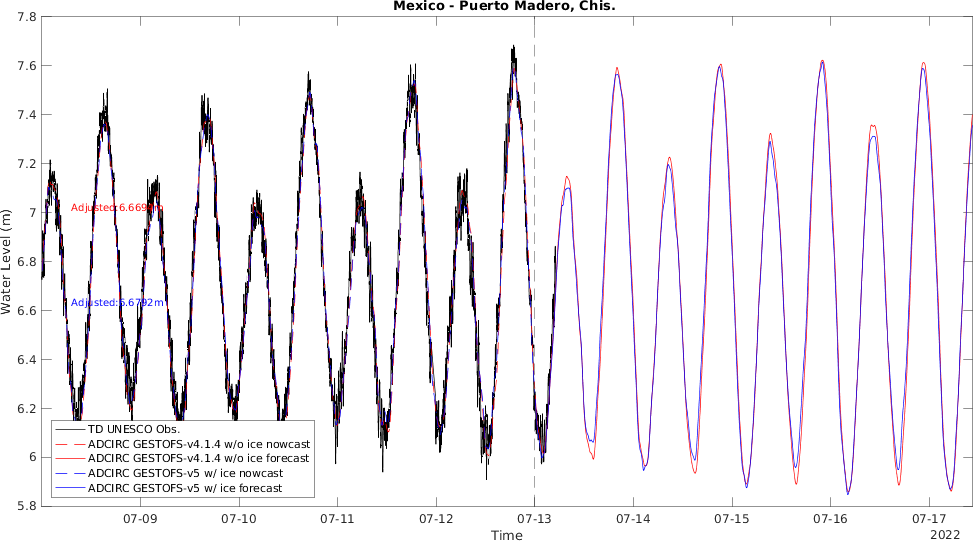 Mexico - Puerto Madero, Chis.
7.8
7.6
7.4
7.2
7
6.8
6.6
6.4
6.2
6
5.8
Water Level (m)
Adjusted:
Adjusted:6.6792m
TD UNESCO Obs.
ADCIRC GESTOFS-v4.1.4 w/o ice nowcast
ADCIRC GESTOFS-v4.1.4 w/o ice forecast
ADCIRC GESTOFS-v5 w/ ice nowcast
ADCIRC GESTOFS-v5 w/ ice forecast
07-09 07-10 07-11 07-12 07-13 07-14 07-15 07-16 07-17
Time
2022